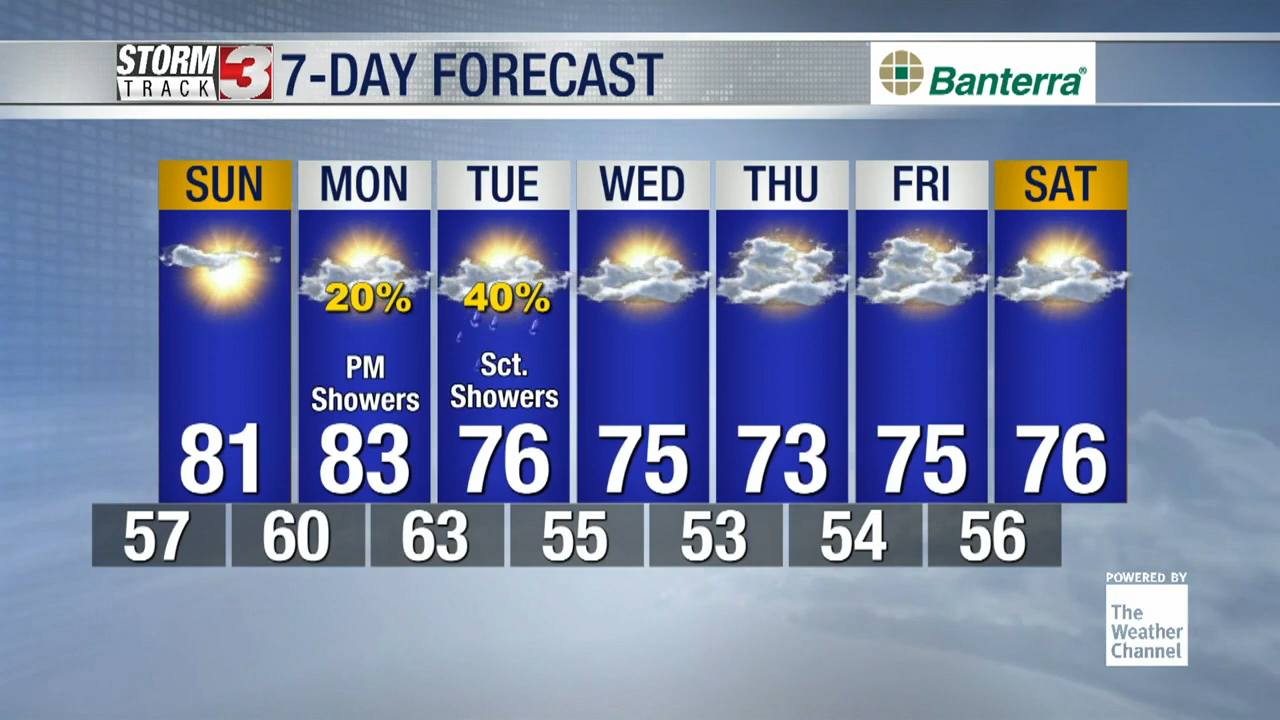 STORM
TRACK 3
7-DAY FORECAST
Banterra®
SUN MON TUE WED THU FRI SAT
20% 40%
PM Showers
Sct. Showers
81 83 76 75 73 75 76
57 60 63 55 53 54 56
POWERED BY
The
Weather
Channel